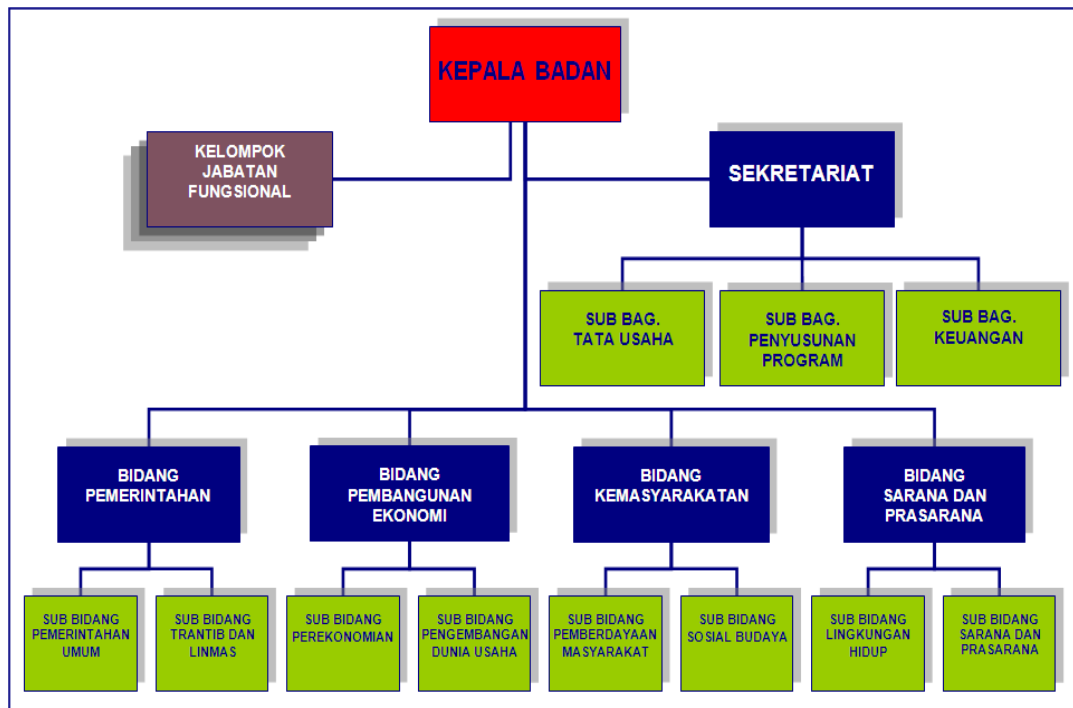 KEPALA BADAN
KELOMPOK
JABATAN
FUNGSIONAL
SEKRETARIAT
SUB BAG.
TATA USAHA
SUB BAG.
PENYUSUNAN
PROGRAM
SUB BAG.
KEUANGAN
BIDANG
PEMERINTAHAN
BIDANG
PEMBANGUNAN
EKONOMI
BIDANG
KEMASYARAKATAN
BIDANG
SARANA DAN
PRASARANA
SUB BIDANG
PEMERINTAHAN
UMUM
SUB BIDANG
TRANTIB DAN
LINMAS
SUB BIDANG
PEREKONOMIAN
SUB BIDANG
PENGEMBANGAN
DUNIA USAHA
SUB BIDANG
PEMBERDAYAAN
MASYARAKAT
SUB BIDANG
SOSIAL BUDAYA
SUB BIDANG
LINGKUNGAN
HIDUP
SUB BIDANG
SARANA DAN
PRASARANA